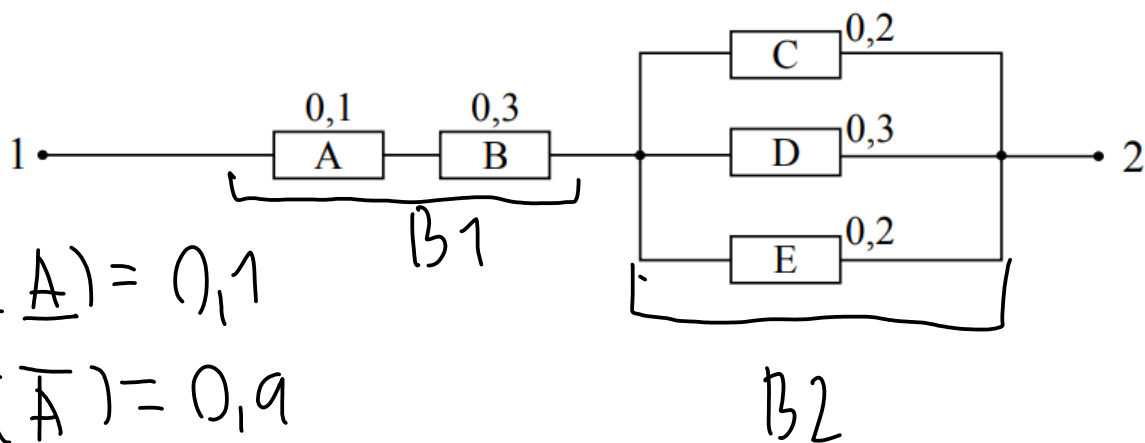 0,2
C
0,1 0,3 0,3
1 A B D 2
0,2
E
B1
A) = 0,1
(A̅) = 0,9
B2